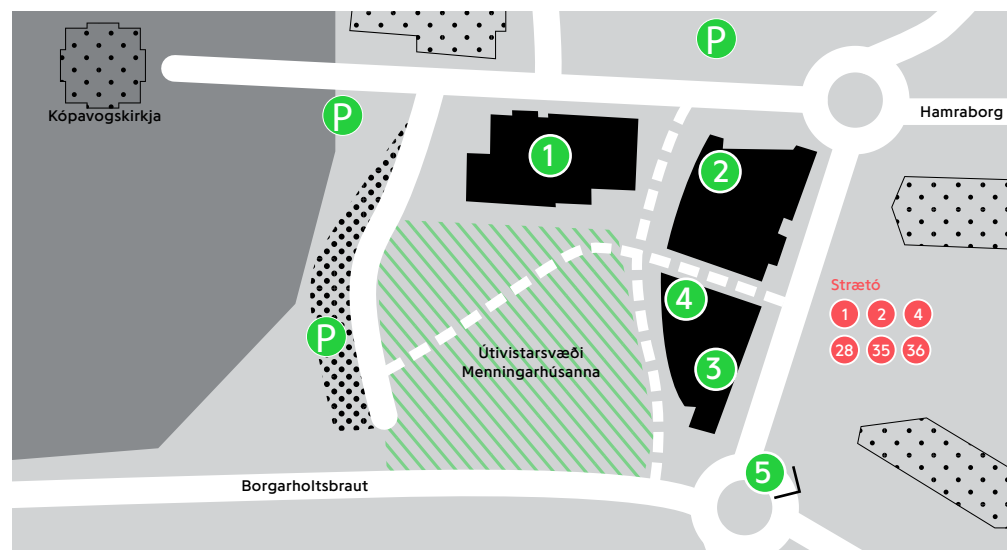 P
Kópavogskirkja
P
Hamraborg
1
2
Strætó
1 2 4
28 35 36
4
P
Útivistarsvæði
Menningarhúsanna
3
5
Borgarholtsbraut